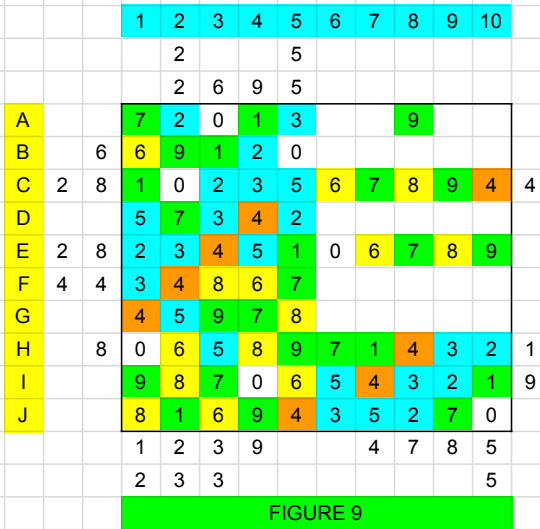 1 2 3 4 5 6 7 8 9 10
2 5
2 6 9 5
A 7 2 0 1 3 9
B 6 6 9 1 2 0
C 2 8 1 0 2 3 5 6 7 8 9 4 4
D 5 7 3 4 2
E 2 8 2 3 4 5 1 0 6 7 8 9
F 4 4 3 4 8 6 7
G 4 5 9 7 8
H 8 0 6 5 8 9 7 1 4 3 2 1
I 9 8 7 0 6 5 4 3 2 1 9
J 8 1 6 9 4 3 5 2 7 0
1 2 3 9 4 7 8 5
2 3 3 5
FIGURE 9